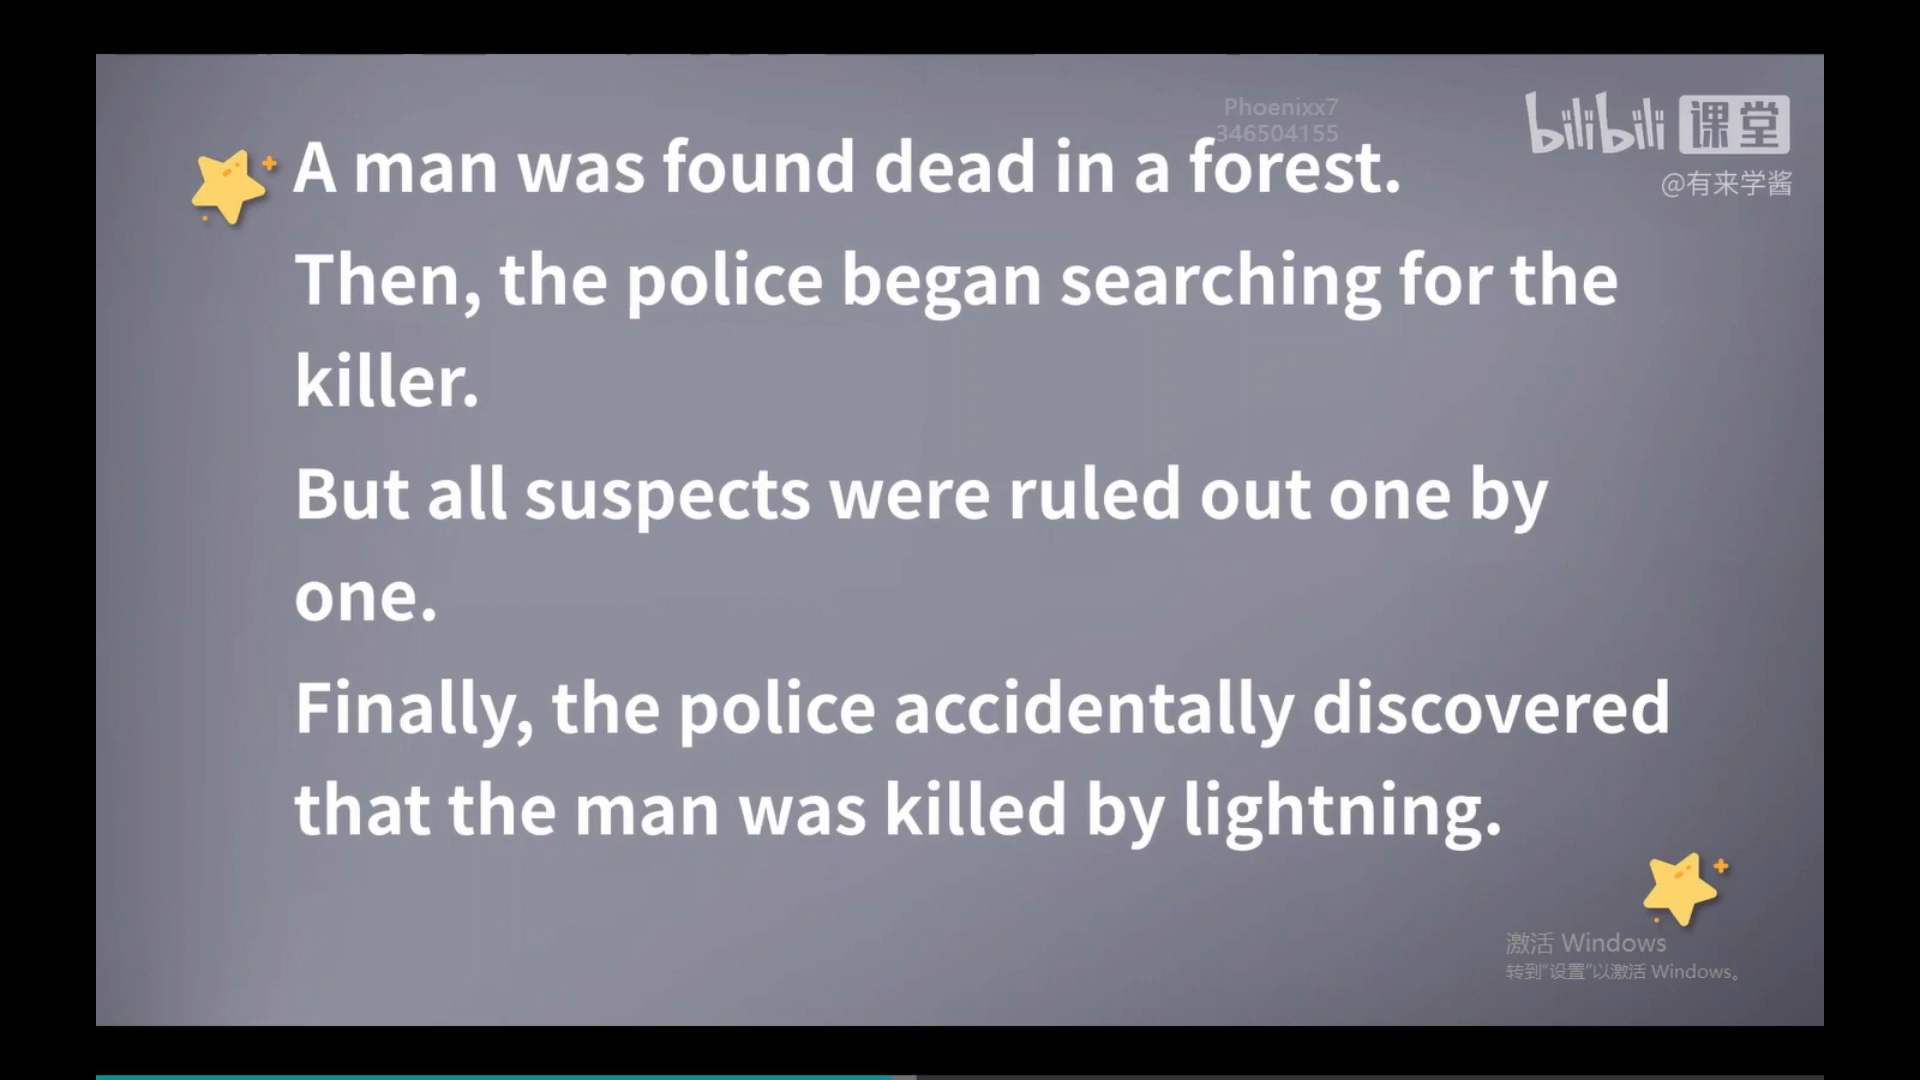 Phoenixx7
346504155
bilibili 课堂
@有来学酱
A man was found dead in a forest.
Then, the police began searching for the
killer.
But all suspects were ruled out one by
one.
Finally, the police accidentally discovered
that the man was killed by lightning.
激活 Windows
转到"设置"以激活 Windows。